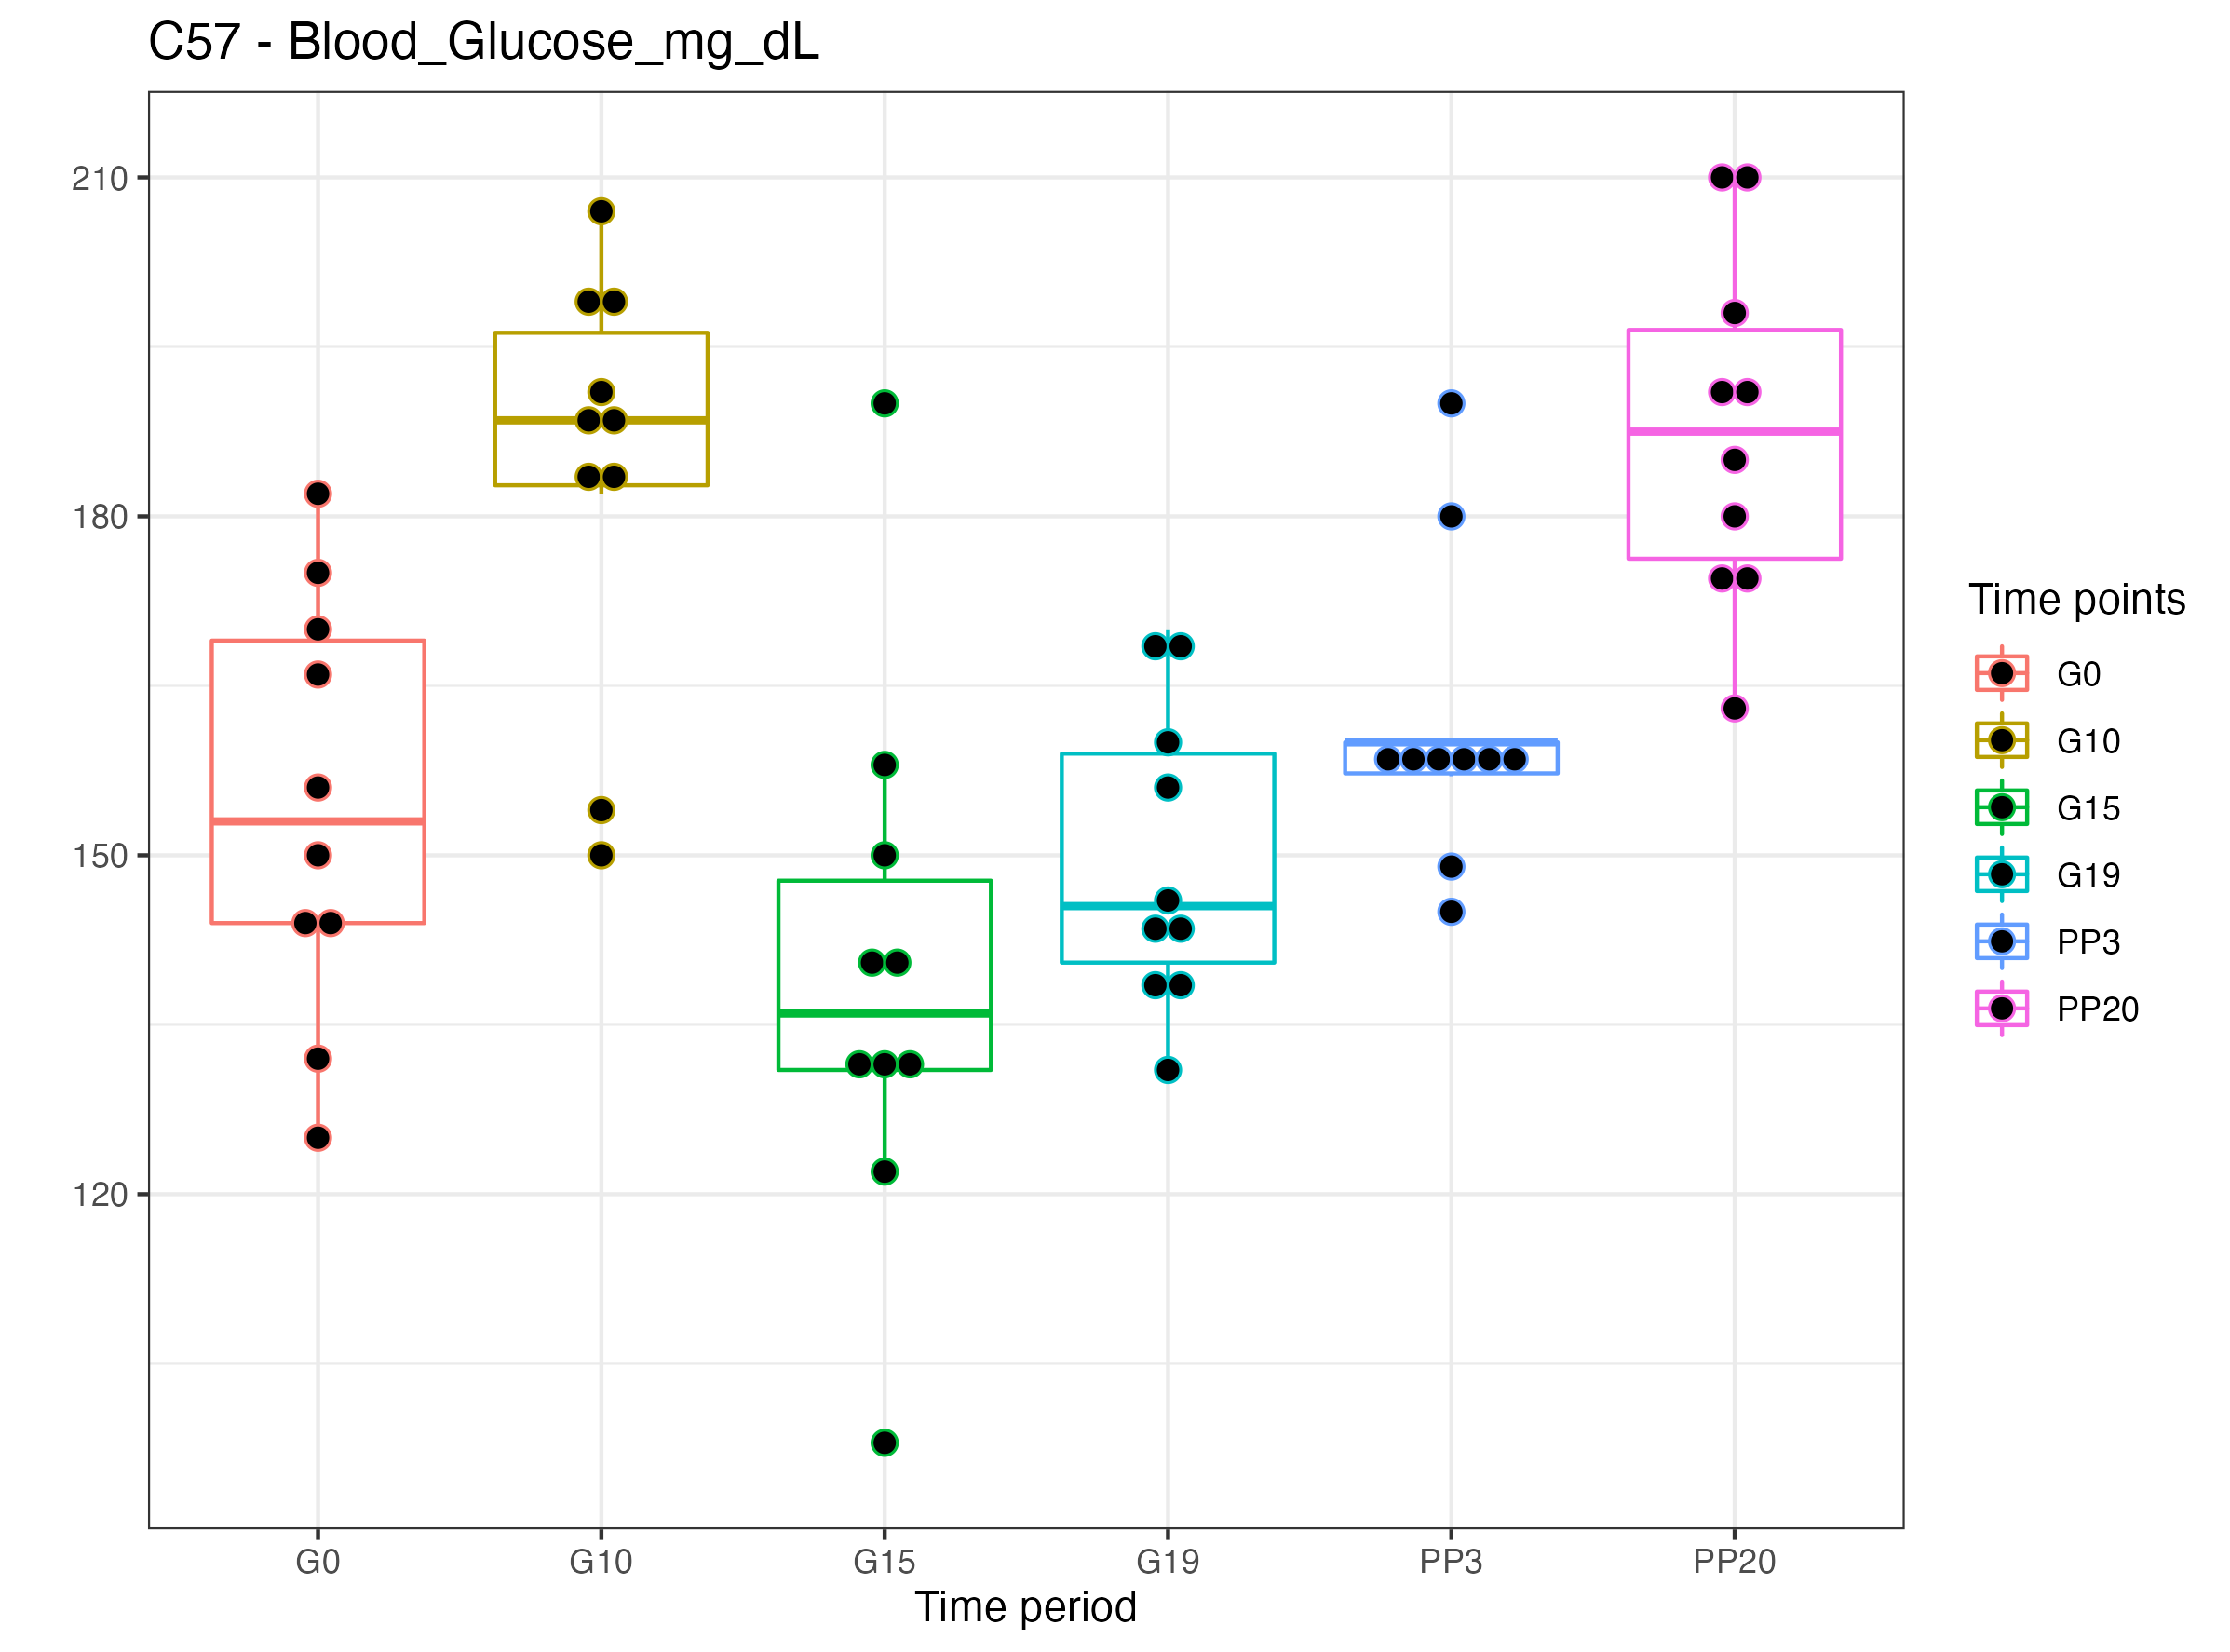 C57 - Blood_Glucose_mg_dL
210
180
150
120
G0 G10 G15 G19 PP3 PP20
Time period
Time points
G0
G10
G15
G19
PP3
PP20